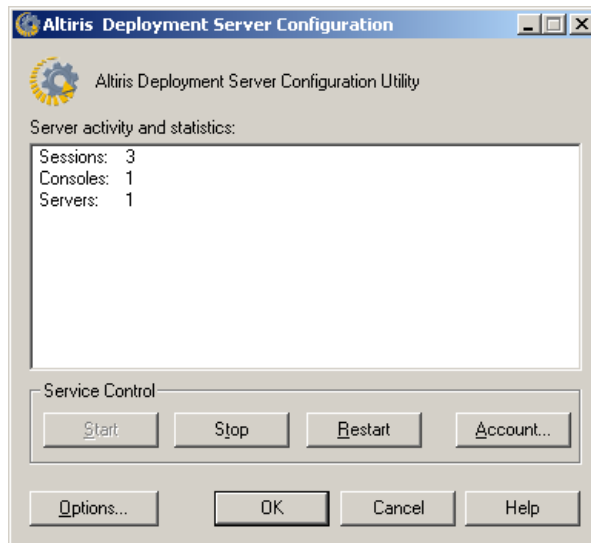 Altiris Deployment Server Configuration
Altiris Deployment Server Configuration Utility
Server activity and statistics:
Sessions: 3
Consoles: 1
Servers: 1
Service Control
Start Stop Restart Account...
Options... OK Cancel Help